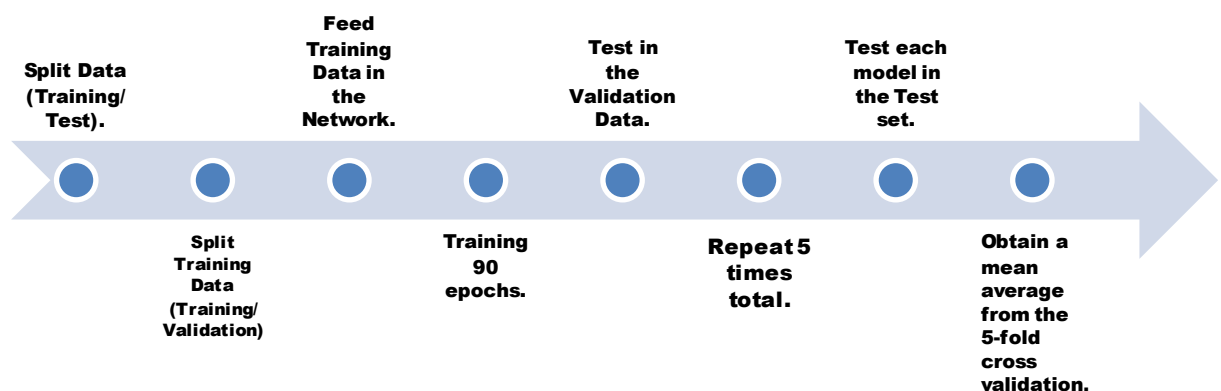 Split Data
(Training/
Test).
Split
Training
Data
(Training/
Validation)
Feed
Training
Data in
the
Network.
Training
90
epochs.
Test in
the
Validation
Data.
Repeat 5
times
total.
Test each
model in
the Test
set.
Obtain a
mean
average
from the
5-fold
cross
validation.